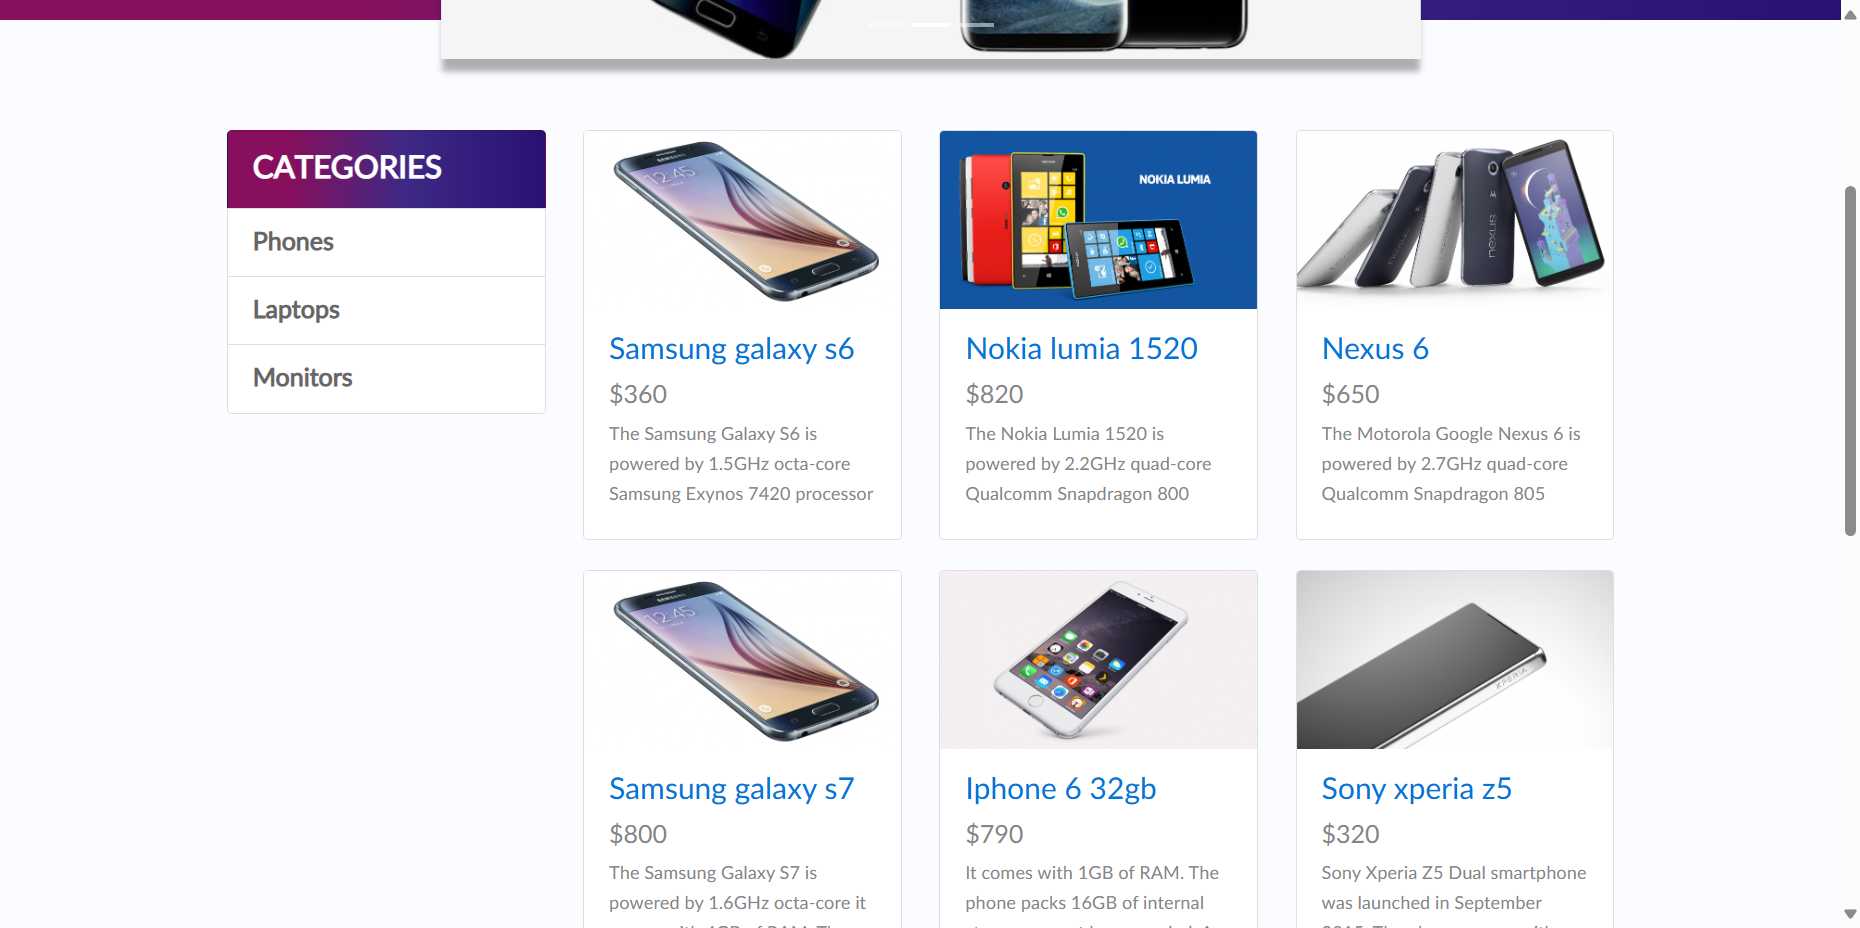 CATEGORIES
Phones
Laptops
Monitors
Samsung galaxy s6
$360
The Samsung Galaxy S6 is
powered by 1.5GHz octa-core
Samsung Exynos 7420 processor
NOKIA LUMIA
Nokia lumia 1520
$820
The Nokia Lumia 1520 is
powered by 2.2GHz quad-core
Qualcomm Snapdragon 800
Nexus 6
$650
The Motorola Google Nexus 6 is
powered by 2.7GHz quad-core
Qualcomm Snapdragon 805
Samsung galaxy s7
$800
The Samsung Galaxy S7 is
powered by 1.6GHz octa-core it
Iphone 6 32gb
$790
It comes with 1GB of RAM. The
phone packs 16GB of internal
XPERIA
Sony xperia z5
$320
Sony Xperia Z5 Dual smartphone
was launched in September